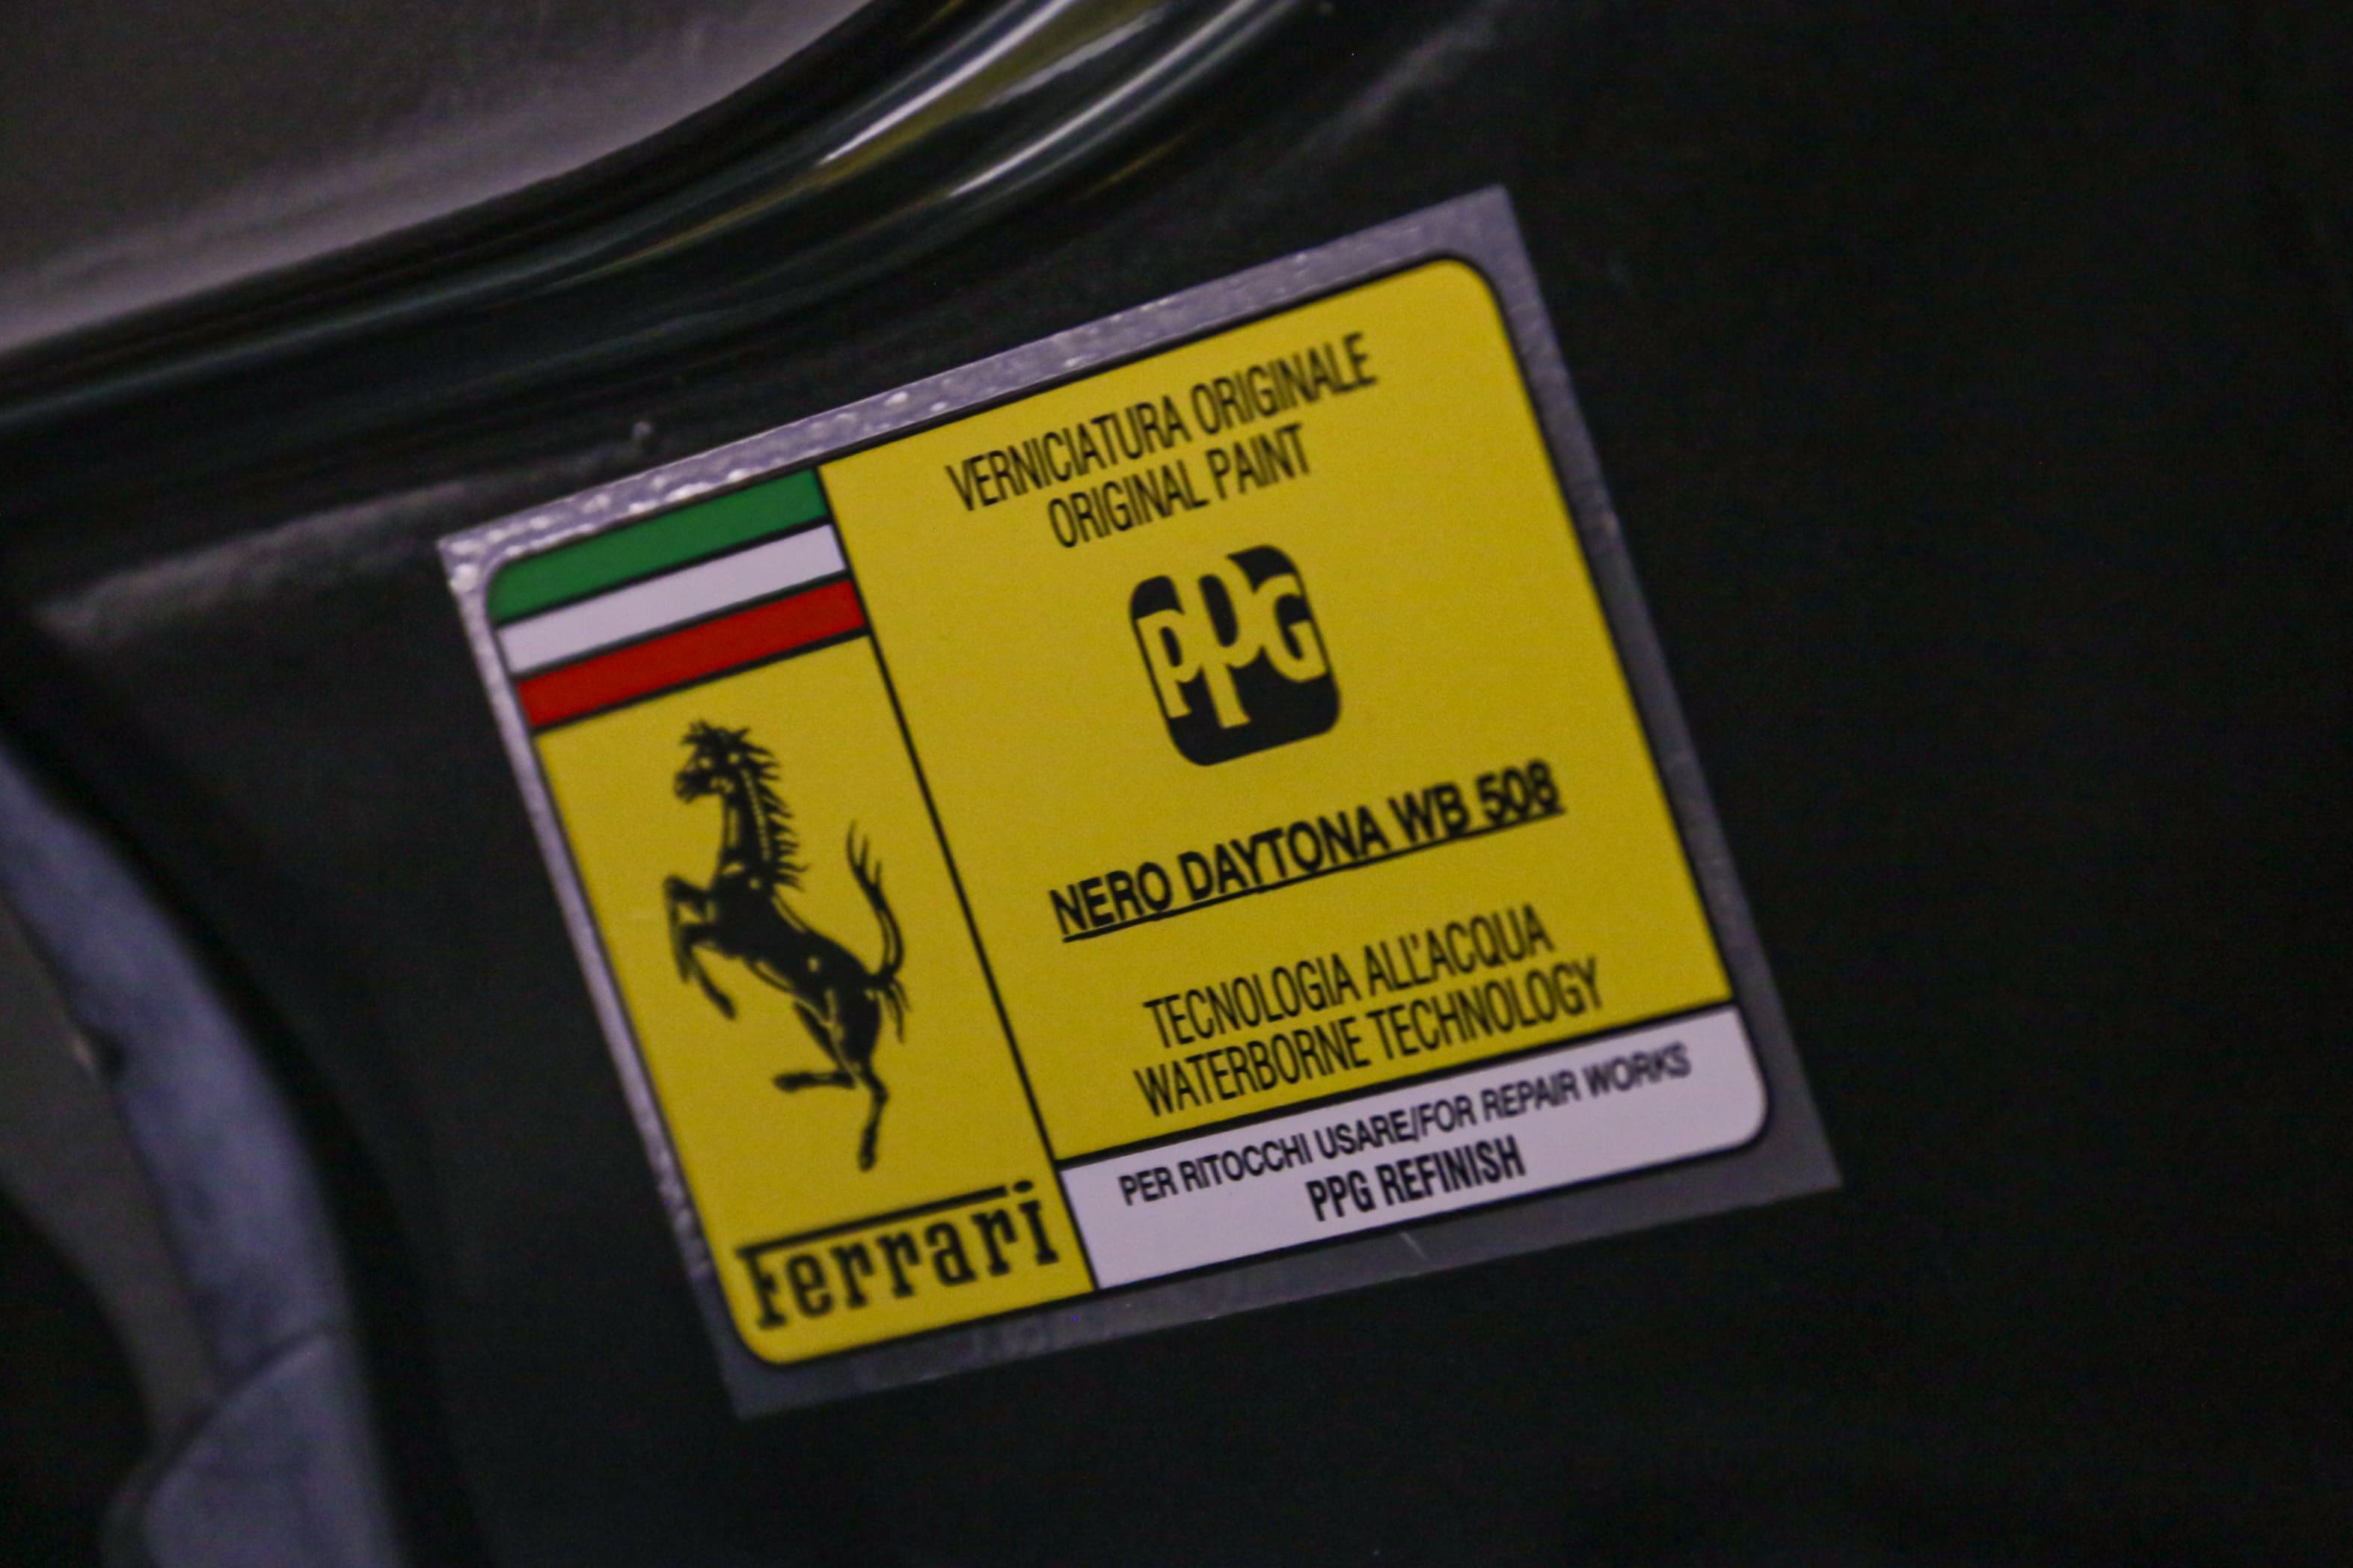 VERNICIATURA ORIGINALE
ORIGINAL PAINT
PPG
NERO DAYTONA WB 508
TECNOLOGIA ALL'ACQUA
WATERBORNE TECHNOLOGY
PER RITOCCHI USARE/FOR REPAIR WORKS
PPG REFINISH
Ferrari